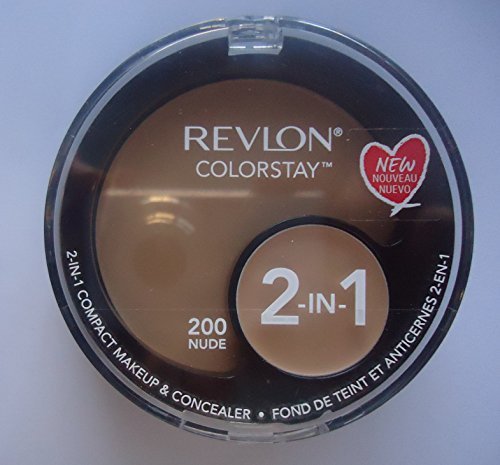 REVLON®
COLORSTAY™
NEW
NOUVEAU
NUEVO
2-IN-1
200
NUDE
2-IN-1 COMPACT MAKEUP & CONCEALER • FOND DE TEINT ET ANTICERNES 2-EN-1